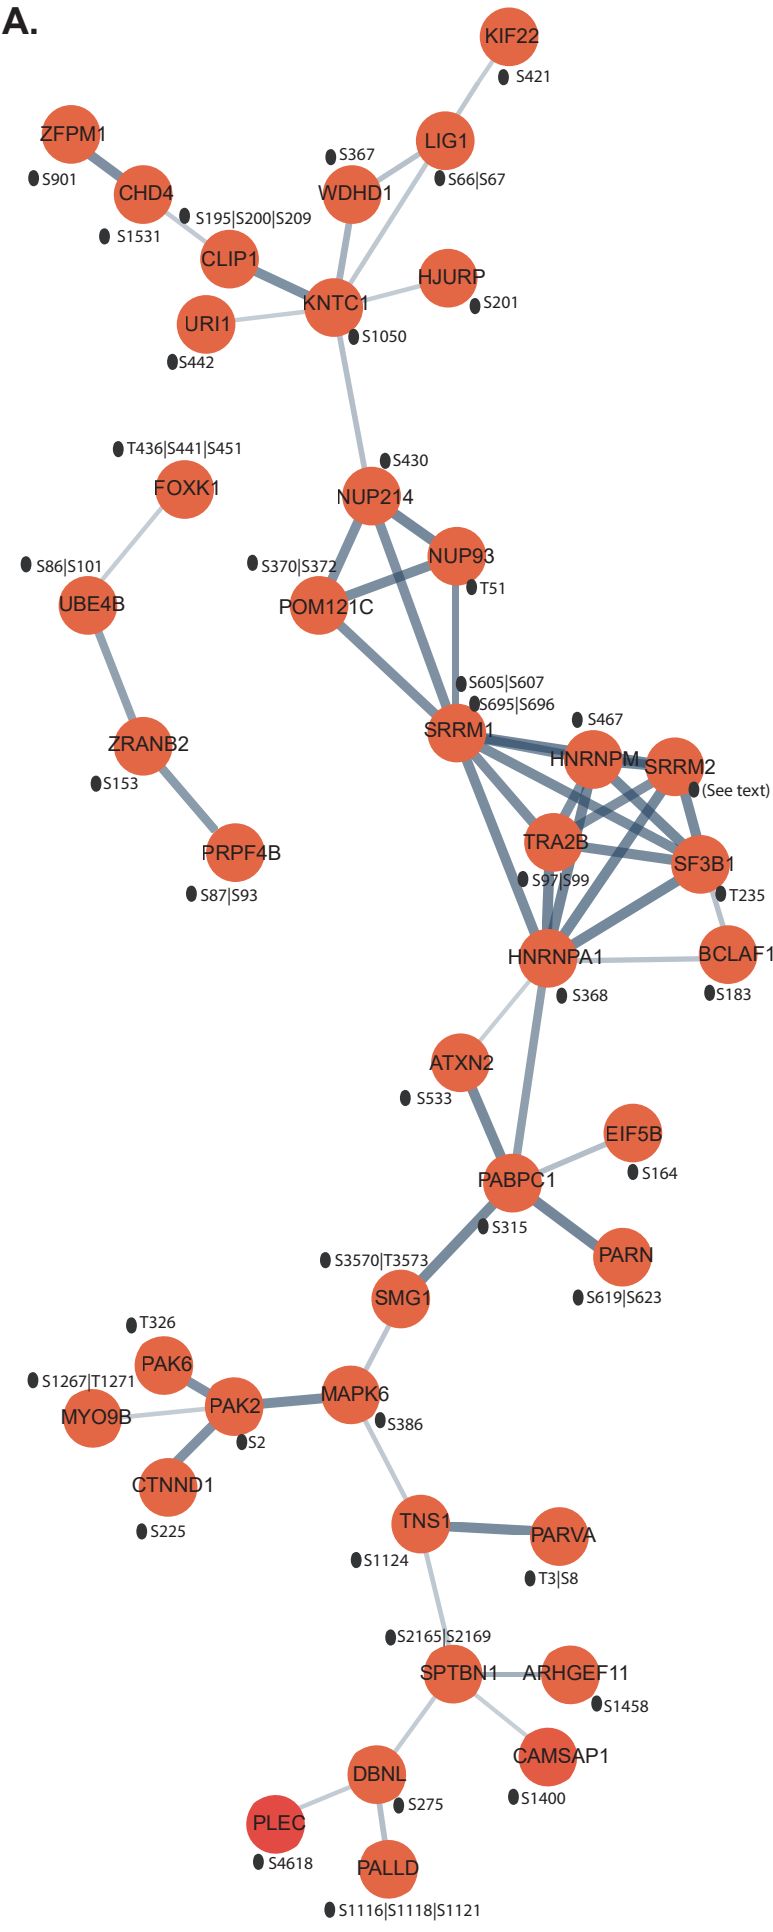 A.
KIF22
S421
ZFPM1
LIG1
S367
S901
CHD4
WDHD1
S66|S67
S195|S200|S209
S1531
CLIP1
HJURP
KNTC1
S201
URI1
S1050
S442
T436|S441|S451
S430
FOXK1
NUP214
NUP93
S86|S101
S370|S372
T51
UBE4B
POM121C
S605|S607
S695|S696
S467
SRRM1
ZRANB2
HNRNPM
SRRM2
S153
(See text)
TRA2B
PRPF4B
SF3B1
S97|S99
S87|S93
T235
HNRNPA1
BCLAF1
S368
S183
ATXN2
S533
EIF5B
S164
PABPC1
S315
PARN
S3570|T3573
S619|S623
SMG1
T326
PAK6
S1267|T1271
MAPK6
PAK2
MYO9B
S386
S2
CTNND1
S225
TNS1
PARVA
S1124
T3|S8
S2165|S2169
SPTBN1
ARHGEF11
S1458
CAMSAP1
DBNL
S1400
S275
PLEC
S4618
PALLD
S1116|S1118|S1121